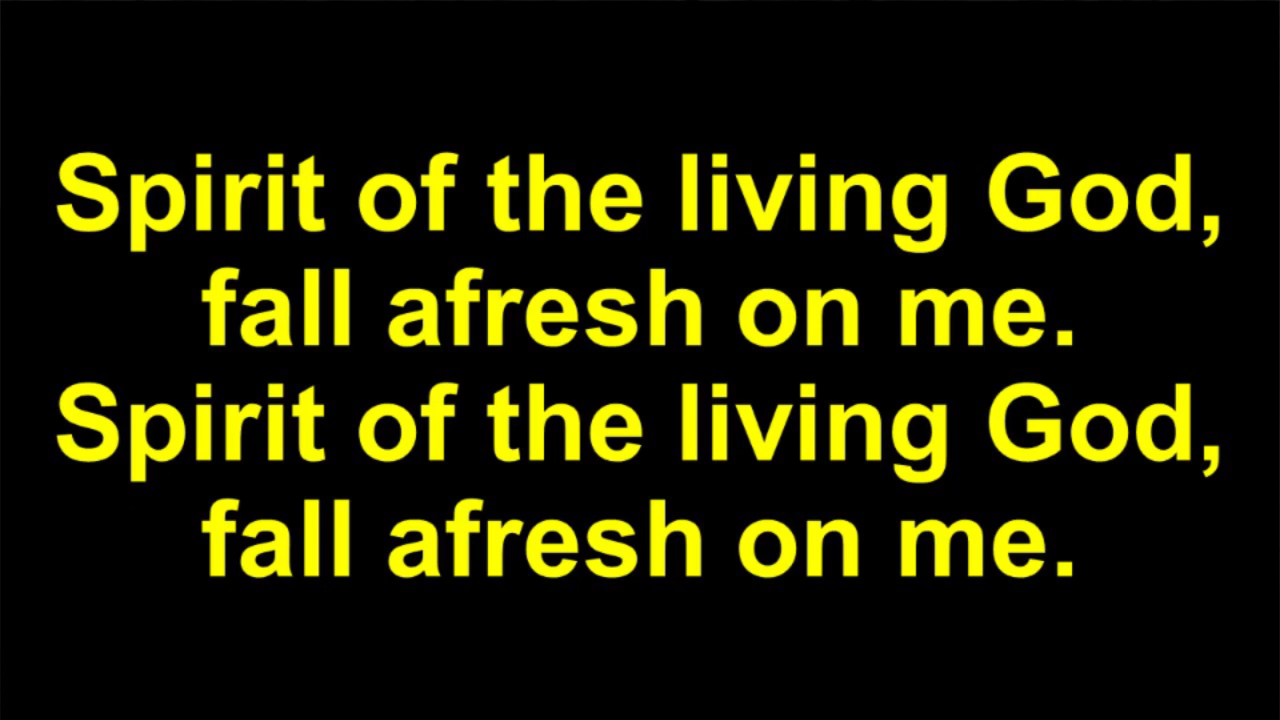 Spirit of the living God,
fall afresh on me.
Spirit of the living God,
fall afresh on me.